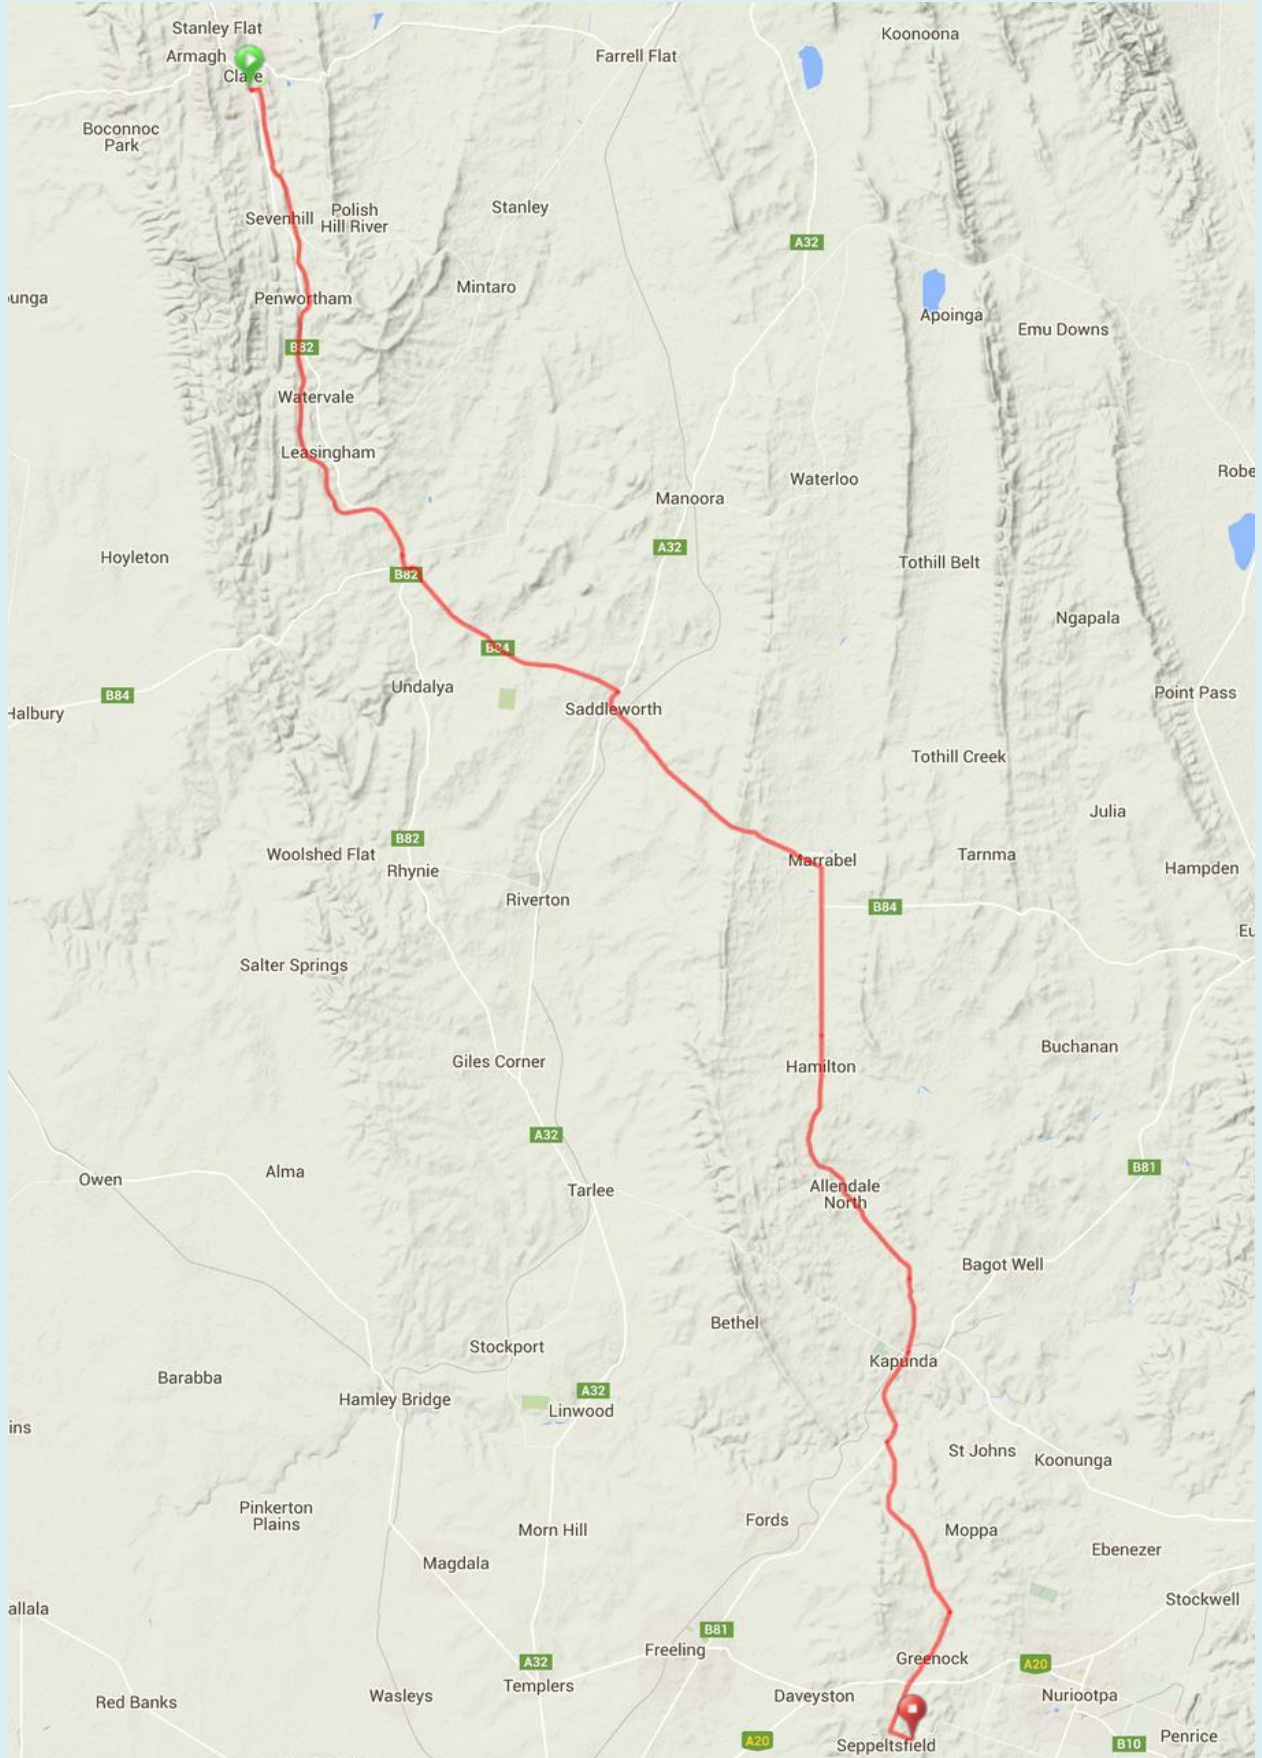 Stanley Flat
Koonoona
Armagh
Farrell Flat
Clare
Boconnoc
Park
Stanley
Polish
Hill River
Sevenhill
A32
Mintaro
ounga
Penwortham
Apoinga
Emu Downs
B82
Watervale
Leasingham
Robe
Waterloo
Manoora
A32
Hoyleton
Tothill Belt
B82
Ngapala
B84
Undalya
B84
Point Pass
Halbury
Saddleworth
Tothill Creek
Julia
B82
Woolshed Flat
Marrabel
Tarnma
Rhynie
Hampden
Riverton
B84
Eu
Salter Springs
Buchanan
Giles Corner
Hamilton
A32
B81
Alma
Owen
Tarlee
Allendale
North
Bagot Well
Bethel
Stockport
Kapunda
Barabba
A32
Hamley Bridge
Linwood
ins
St Johns
Koonunga
Pinkerton
Plains
Fords
Morn Hill
Moppa
Ebenezer
Magdala
Stockwell
allala
B81
Freeling
Greenock
A20
A32
Templers
Red Banks
Wasleys
Daveyston
Nuriootpa
Penrice
A20
Seppeltsfield
B10